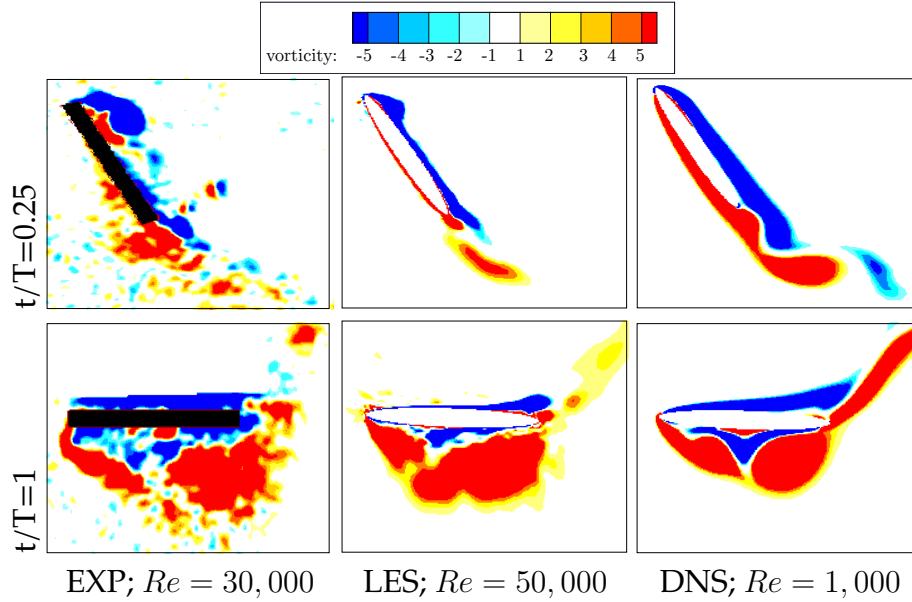 vorticity: -5 -4 -3 -2 -1 1 2 3 4 5
t/T=0.25
t/T=1
EXP; Re = 30,000 LES; Re = 50,000 DNS; Re = 1,000